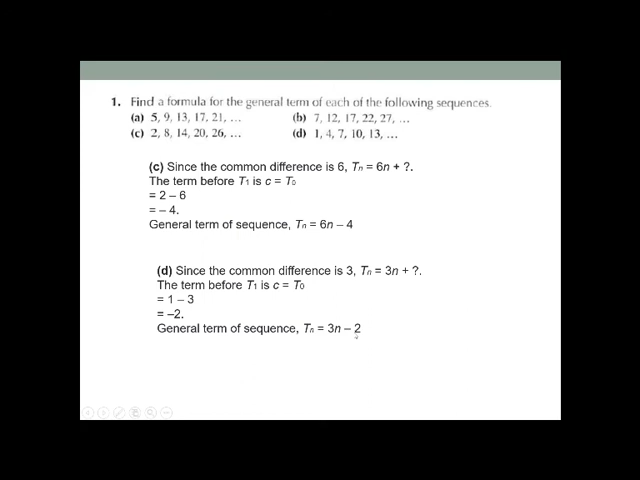 1. Find a formula for the general term of each of the following sequences.
(a) 5, 9, 13, 17, 21, … (b) 7, 12, 17, 22, 27, …
(c) 2, 8, 14, 20, 26, … (d) 1, 4, 7, 10, 13, …
(c) Since the common difference is 6, Tn = 6n + ?.
The term before T1 is c = T0
= 2 – 6
= – 4.
General term of sequence, Tn = 6n – 4
(d) Since the common difference is 3, Tn = 3n + ?.
The term before T1 is c = T0
= 1 – 3
= –2.
General term of sequence, Tn = 3n – 2